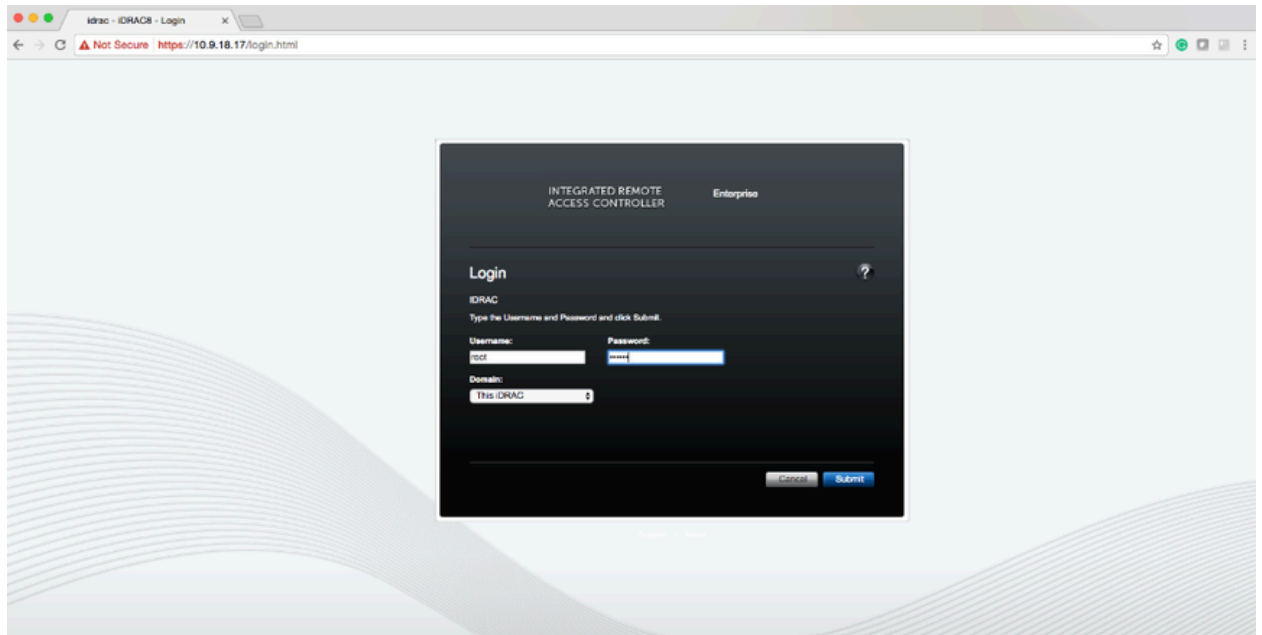 idrac - iDRAC8 - Login
Not Secure https://10.9.18.17/login.html
INTEGRATED REMOTE
ACCESS CONTROLLER
Enterprise
Login
?
IDRAC
Type the Username and Password and click Submit.
Username: Password:
root ••••••
Domain:
This iDRAC
Cancel Submit